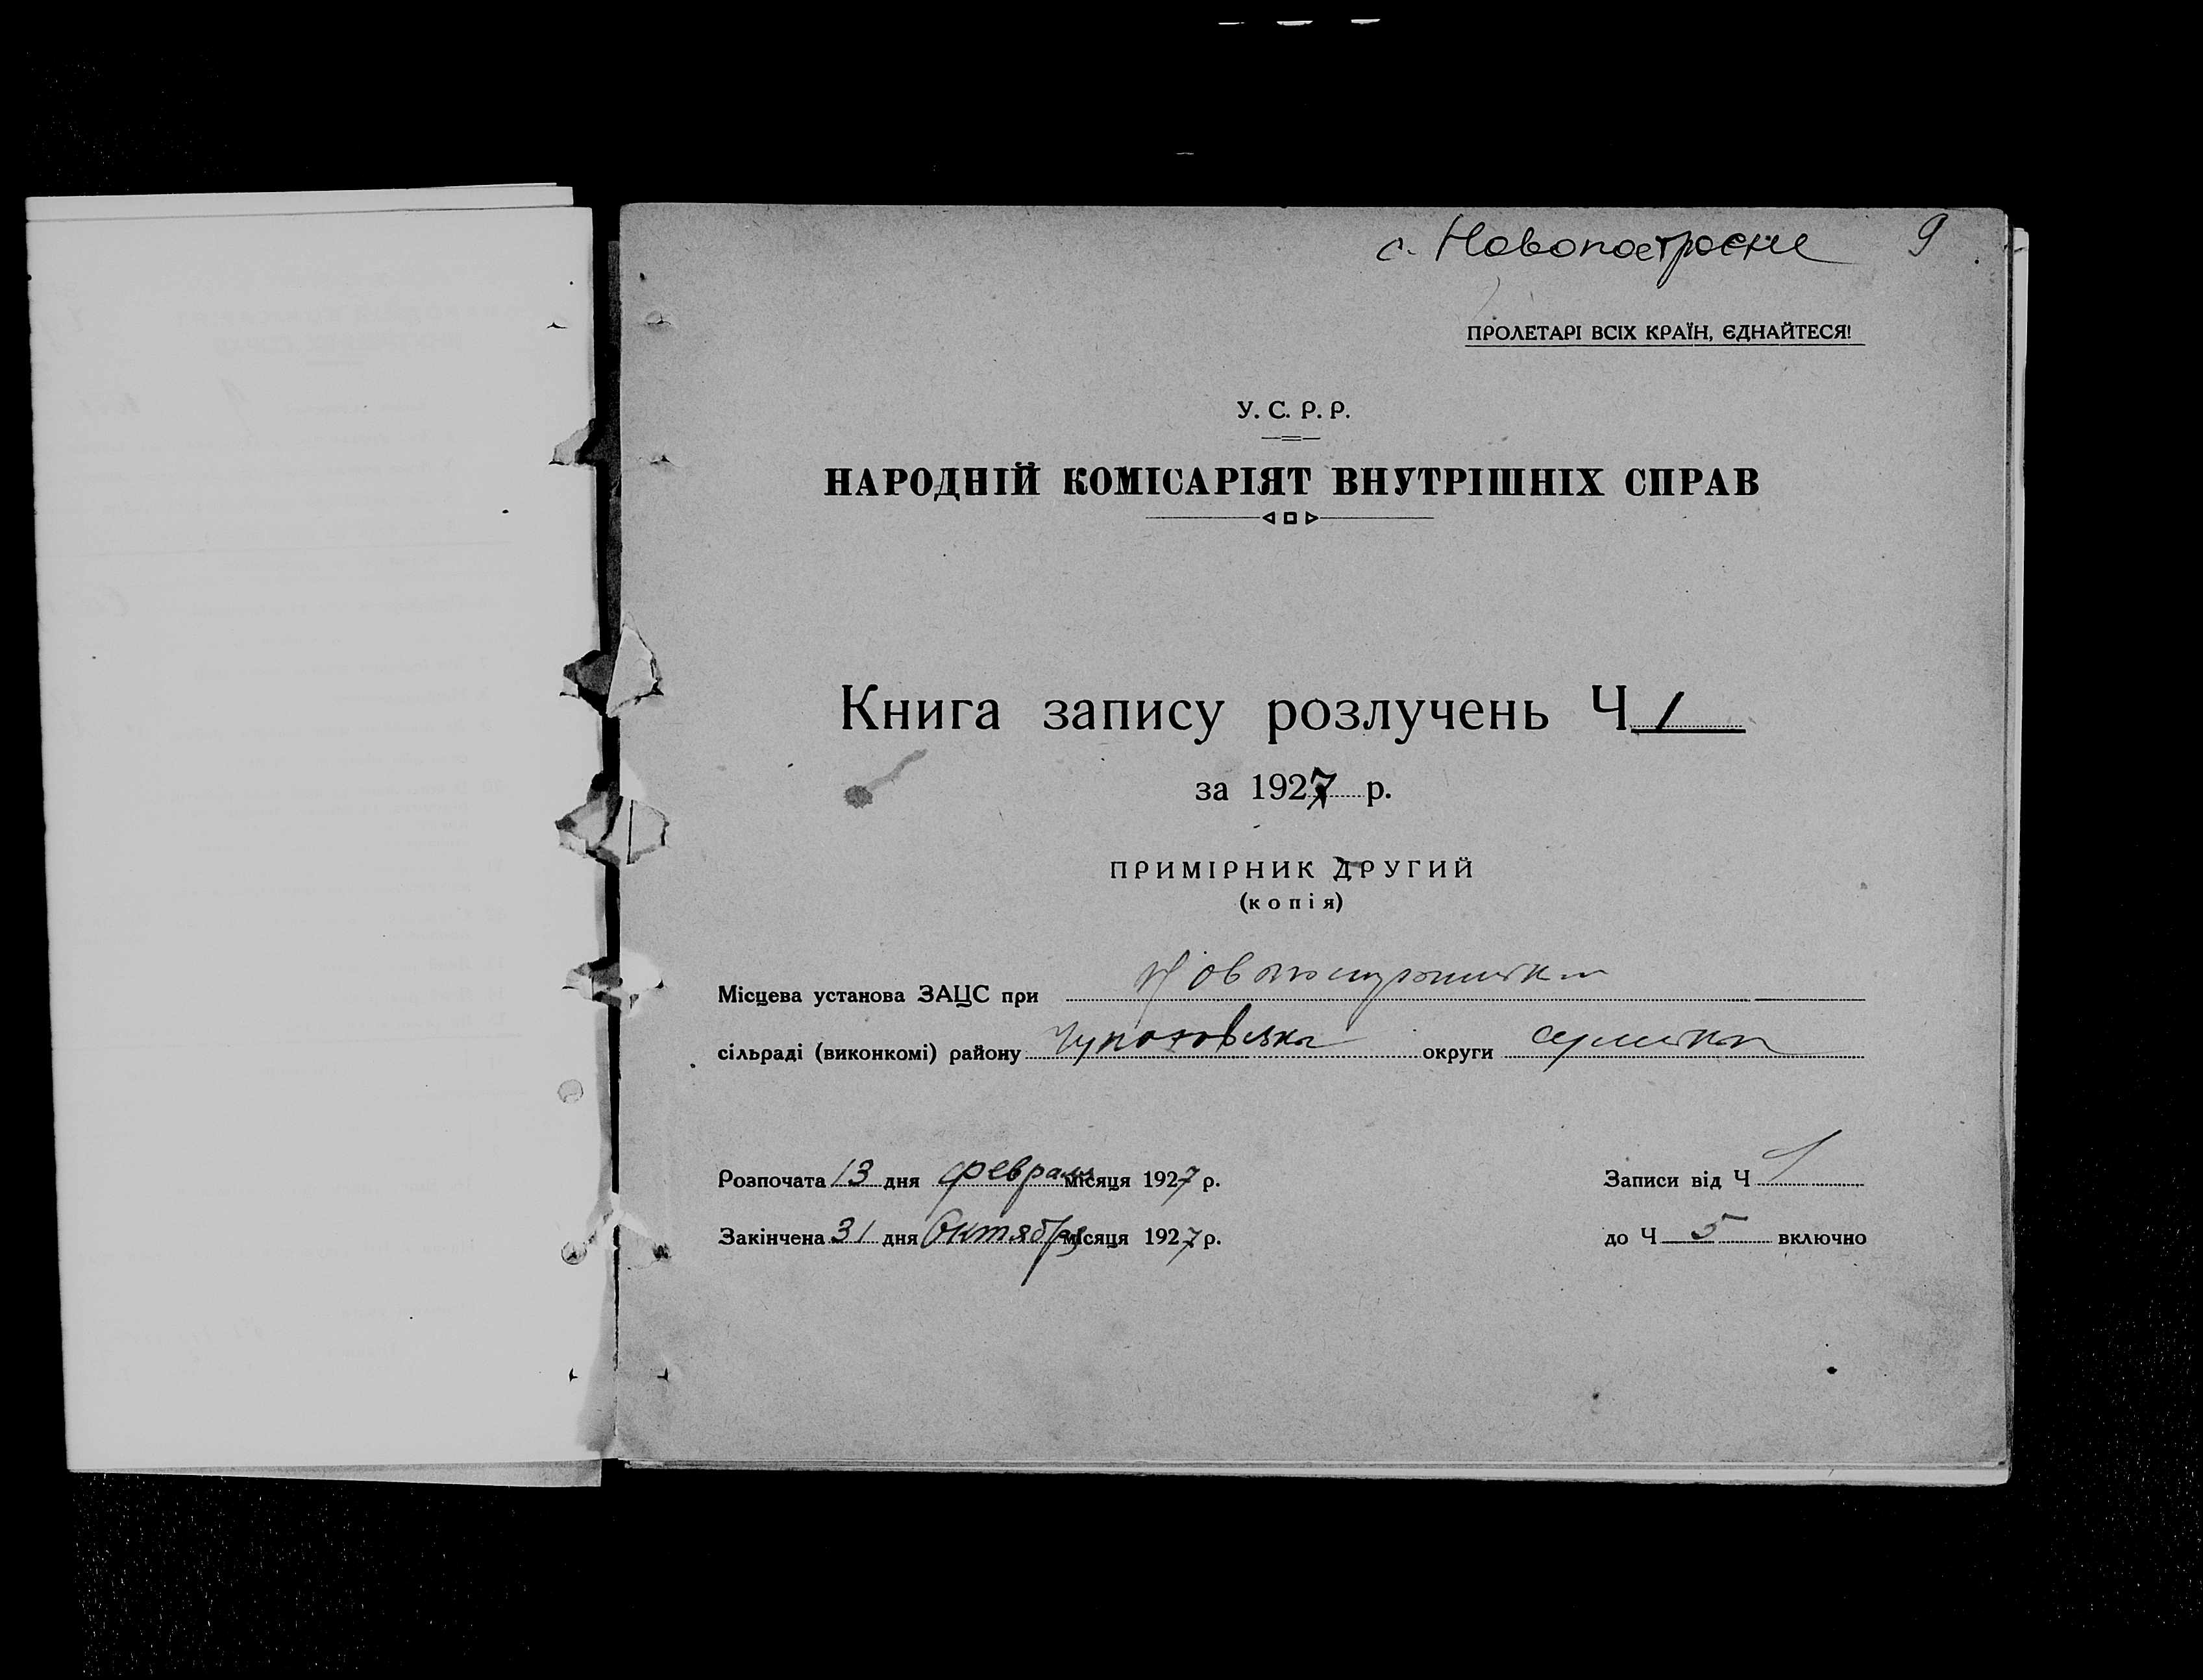 с. Новопостроєне 9
ПРОЛЕТАРІ ВСІХ КРАЇН, ЄДНАЙТЕСЯ!
У. С. Р. Р.
НАРОДНІЙ КОМІСАРІЯТ ВНУТРІШНІХ СПРАВ
Книга запису розлучень Ч 1
за 1927 р.
ПРИМІРНИК ДРУГИЙ
(копія)
Місцева установа ЗАЦС при
сільраді (виконкомі) району округи
Розпочата 13 дня февраля місяця 1927 р. Записи від Ч 1
Закінчена 31 дня Октября місяця 1927 р. до Ч 5 включно